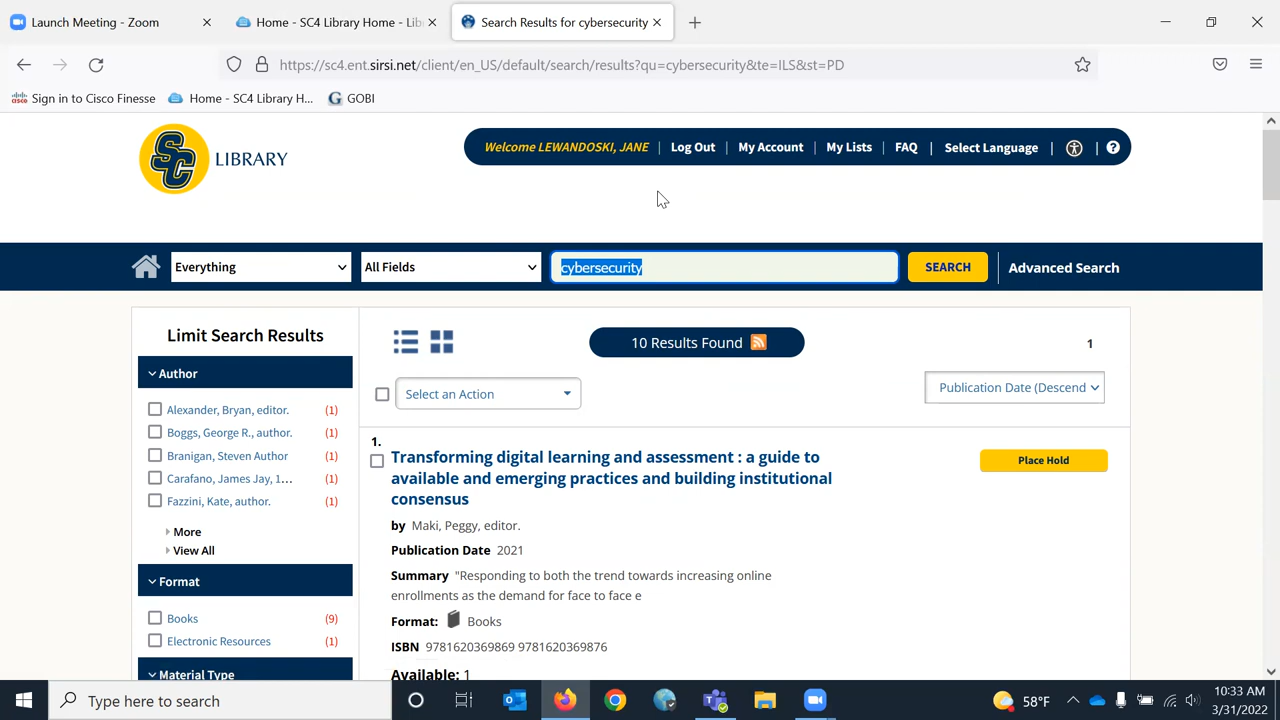 Launch Meeting - Zoom
Home - SC4 Library Home - Lib
Search Results for cybersecurity
https://sc4.ent.sirsi.net/client/en_US/default/search/results?qu=cybersecurity&te=ILS&st=PD
Sign in to Cisco Finesse
Home - SC4 Library H...
GOBI
SC LIBRARY
Welcome LEWANDOSKI, JANE
Log Out
My Account
My Lists
FAQ
Select Language
Everything
All Fields
cybersecurity
SEARCH
Advanced Search
Limit Search Results
Author
Alexander, Bryan, editor. (1)
Boggs, George R., author. (1)
Branigan, Steven Author (1)
Carafano, James Jay, 1... (1)
Fazzini, Kate, author. (1)
More
View All
Format
Books (9)
Electronic Resources (1)
Material Type
10 Results Found
1
Select an Action
Publication Date (Descend
1.
Transforming digital learning and assessment : a guide to
available and emerging practices and building institutional
consensus
Place Hold
by Maki, Peggy, editor.
Publication Date 2021
Summary "Responding to both the trend towards increasing online
enrollments as the demand for face to face e
Format: Books
ISBN 9781620369869 9781620369876
Available: 1
Type here to search
58°F
10:33 AM
3/31/2022